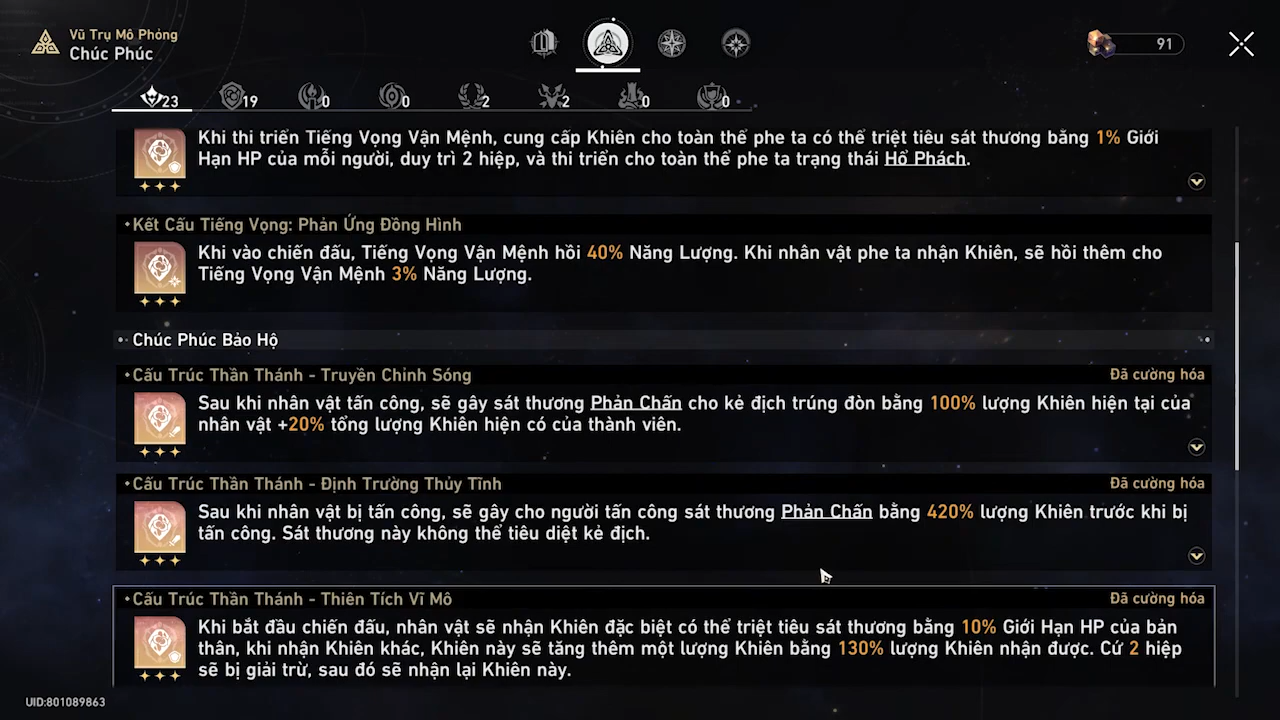 Vũ Trụ Mô Phỏng
Chúc Phúc
91
23
19
0
0
2
2
0
0
Khi thi triển Tiếng Vọng Vận Mệnh, cung cấp Khiên cho toàn thể phe ta có thể triệt tiêu sát thương bằng 1% Giới
Hạn HP của mỗi người, duy trì 2 hiệp, và thi triển cho toàn thể phe ta trạng thái Hổ Phách.
Kết Cấu Tiếng Vọng: Phản Ứng Đồng Hình
Khi vào chiến đấu, Tiếng Vọng Vận Mệnh hồi 40% Năng Lượng. Khi nhân vật phe ta nhận Khiên, sẽ hồi thêm cho
Tiếng Vọng Vận Mệnh 3% Năng Lượng.
Chúc Phúc Bảo Hộ
Cấu Trúc Thần Thánh - Truyền Chỉnh Sóng
Đã cường hóa
Sau khi nhân vật tấn công, sẽ gây sát thương Phản Chấn cho kẻ địch trúng đòn bằng 100% lượng Khiên hiện tại của
nhân vật +20% tổng lượng Khiên hiện có của thành viên.
Cấu Trúc Thần Thánh - Định Trường Thủy Tĩnh
Đã cường hóa
Sau khi nhân vật bị tấn công, sẽ gây cho người tấn công sát thương Phản Chấn bằng 420% lượng Khiên trước khi bị
tấn công. Sát thương này không thể tiêu diệt kẻ địch.
Cấu Trúc Thần Thánh - Thiên Tích Vĩ Mô
Đã cường hóa
Khi bắt đầu chiến đấu, nhân vật sẽ nhận Khiên đặc biệt có thể triệt tiêu sát thương bằng 10% Giới Hạn HP của bản
thân, khi nhận Khiên khác, Khiên này sẽ tăng thêm một lượng Khiên bằng 130% lượng Khiên nhận được. Cứ 2 hiệp
sẽ bị giải trừ, sau đó sẽ nhận lại Khiên này.
UID:801089863